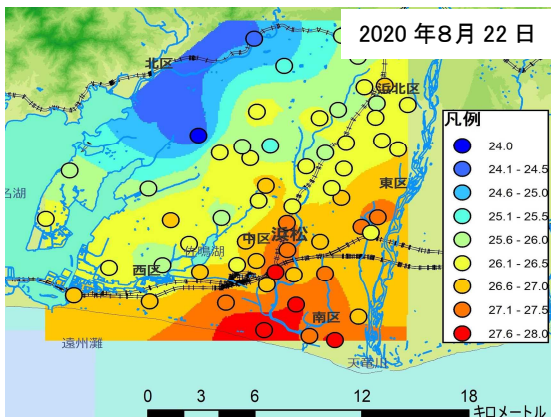 2020 年８月 22 日
北区
浜北区
凡例
24.0
24.1 - 24.5
24.6 - 25.0
25.1 - 25.5
25.6 - 26.0
26.1 - 26.5
26.6 - 27.0
27.1 - 27.5
27.6 - 28.0
名湖
東区
浜松
中区
佐鳴湖
西区
南区
遠州灘
天竜川
0 3 6 12 18
キロメートル